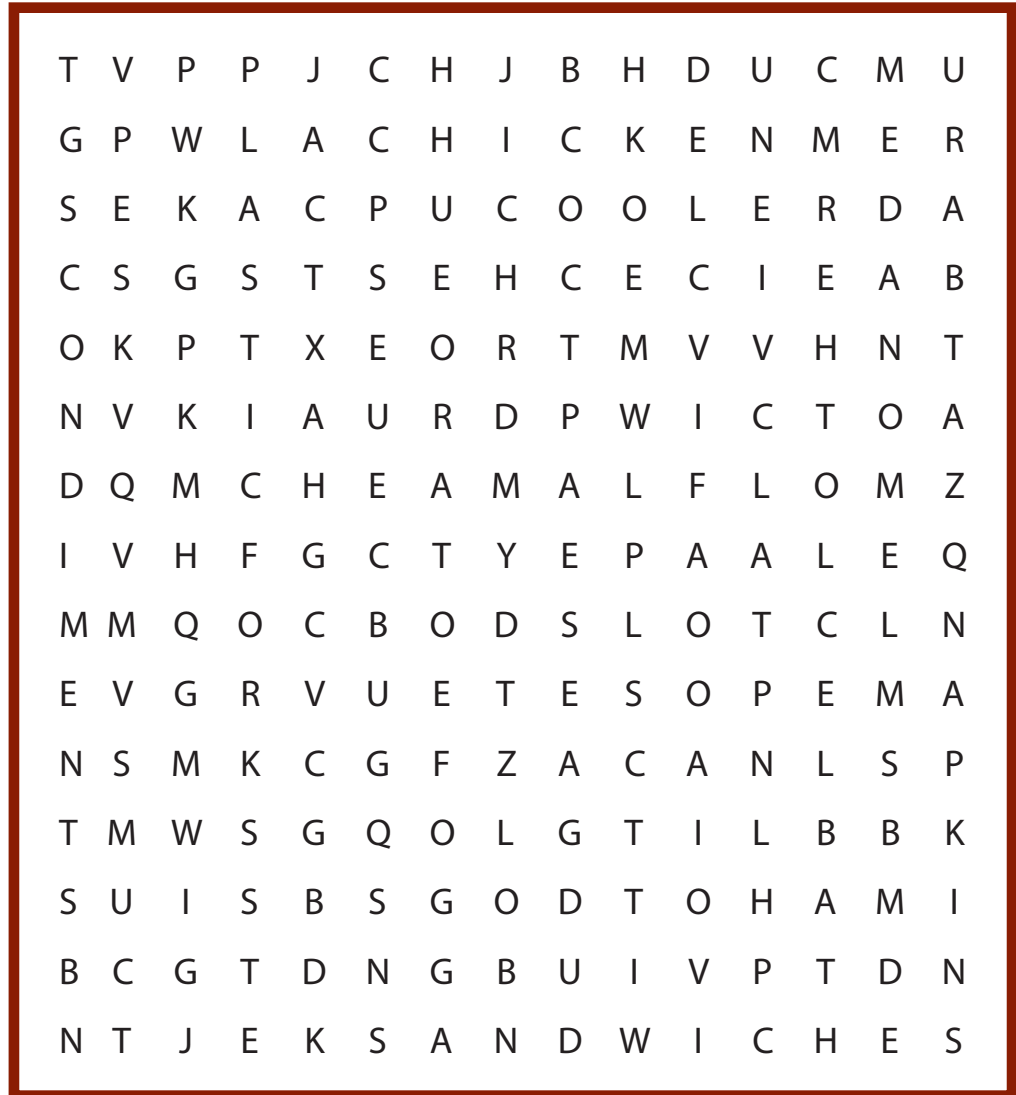 T V P P J C H J B H D U C M U
G P W L A C H I C K E N M E R
S E K A C P U C O O L E R D A
C S G S T S E H C E C I E A B
O K P T X E O R T M V V H N T
N V K I A U R D P W I C T O A
D Q M C H E A M A L F L O M Z
I V H F G C T Y E P A A L E Q
M M Q O C B O D S L O T C L N
E V G R V U E T E S O P E M A
N S M K C G F Z A C A N L S P
T M W S G Q O L G T I L B B K
S U I S B S G O D T O H A M I
B C G T D N G B U I V P T D N
N T J E K S A N D W I C H E S